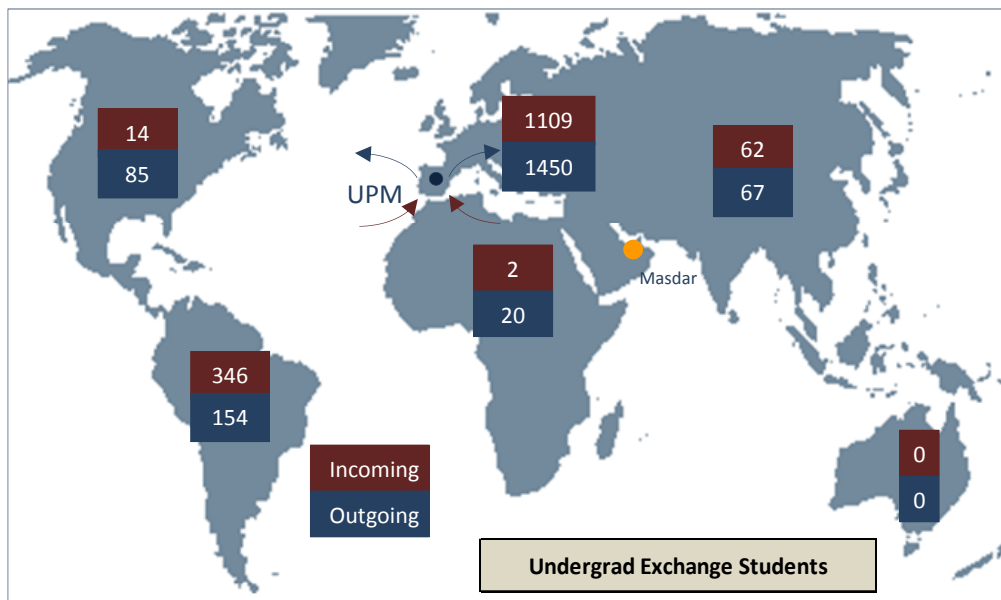 14
85
1109
1450
62
67
UPM
2
20
Masdar
346
154
0
0
Incoming
Outgoing
Undergrad Exchange Students